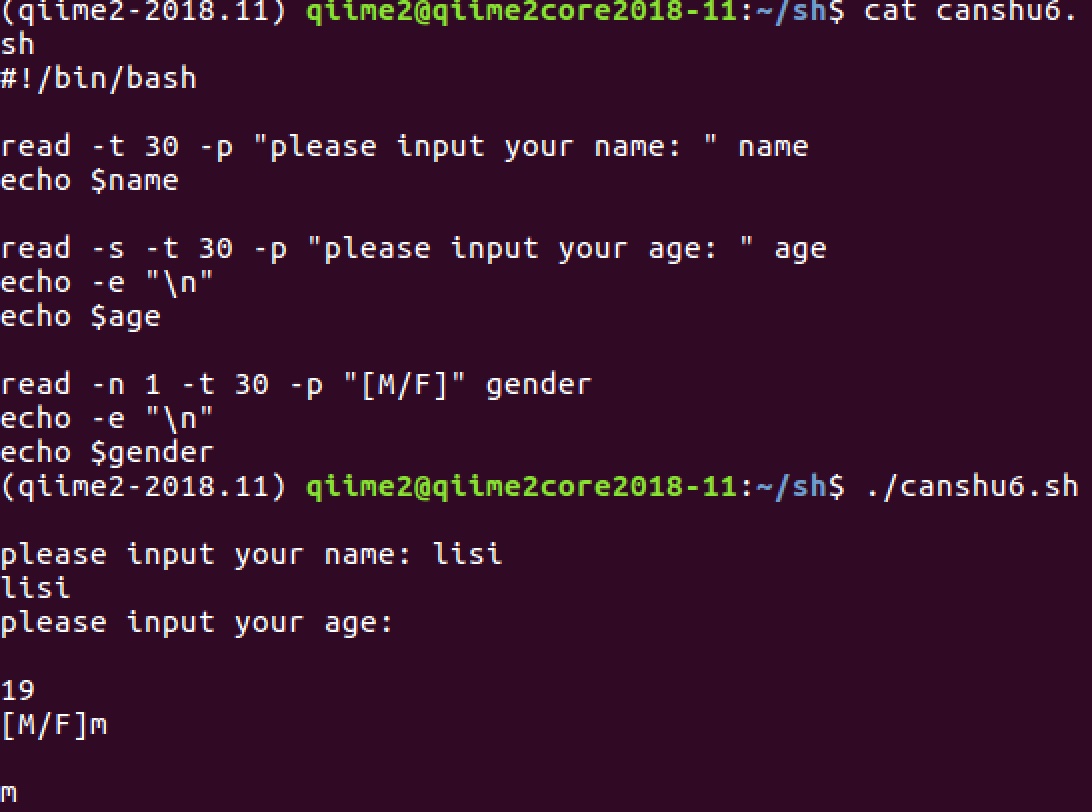 (qiime2-2018.11) qiime2@qiime2core2018-11:~/sh$ cat canshu6.
sh
#!/bin/bash
read -t 30 -p "please input your name: " name
echo $name
read -s -t 30 -p "please input your age: " age
echo -e "\n"
echo $age
read -n 1 -t 30 -p "[M/F]" gender
echo -e "\n"
echo $gender
(qiime2-2018.11) qiime2@qiime2core2018-11:~/sh$ ./canshu6.sh
please input your name: lisi
lisi
please input your age:
19
[M/F]m
m